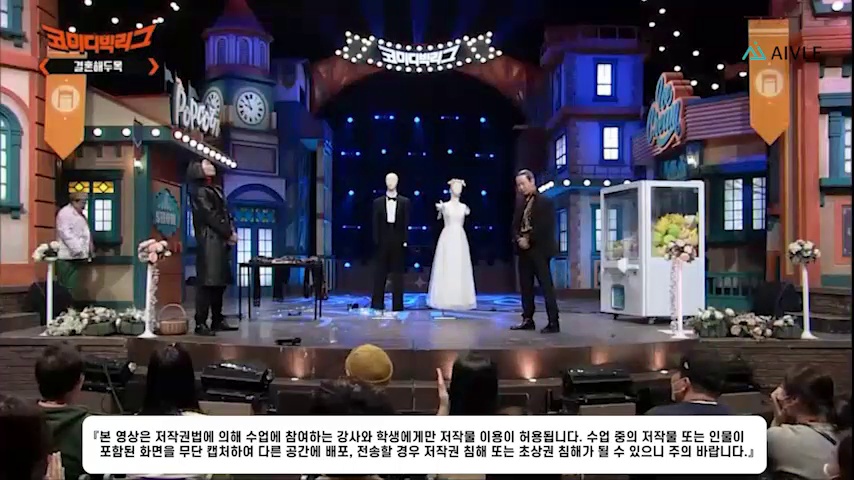 코미디빅리그
결혼해두목
코미디빅리그
AIVLE
Popcorn
Ice
Cream
『본 영상은 저작권법에 의해 수업에 참여하는 강사와 학생에게만 저작물 이용이 허용됩니다. 수업 중의 저작물 또는 인물이
포함된 화면을 무단 캡처하여 다른 공간에 배포, 전송할 경우 저작권 침해 또는 초상권 침해가 될 수 있으니 주의 바랍니다.』